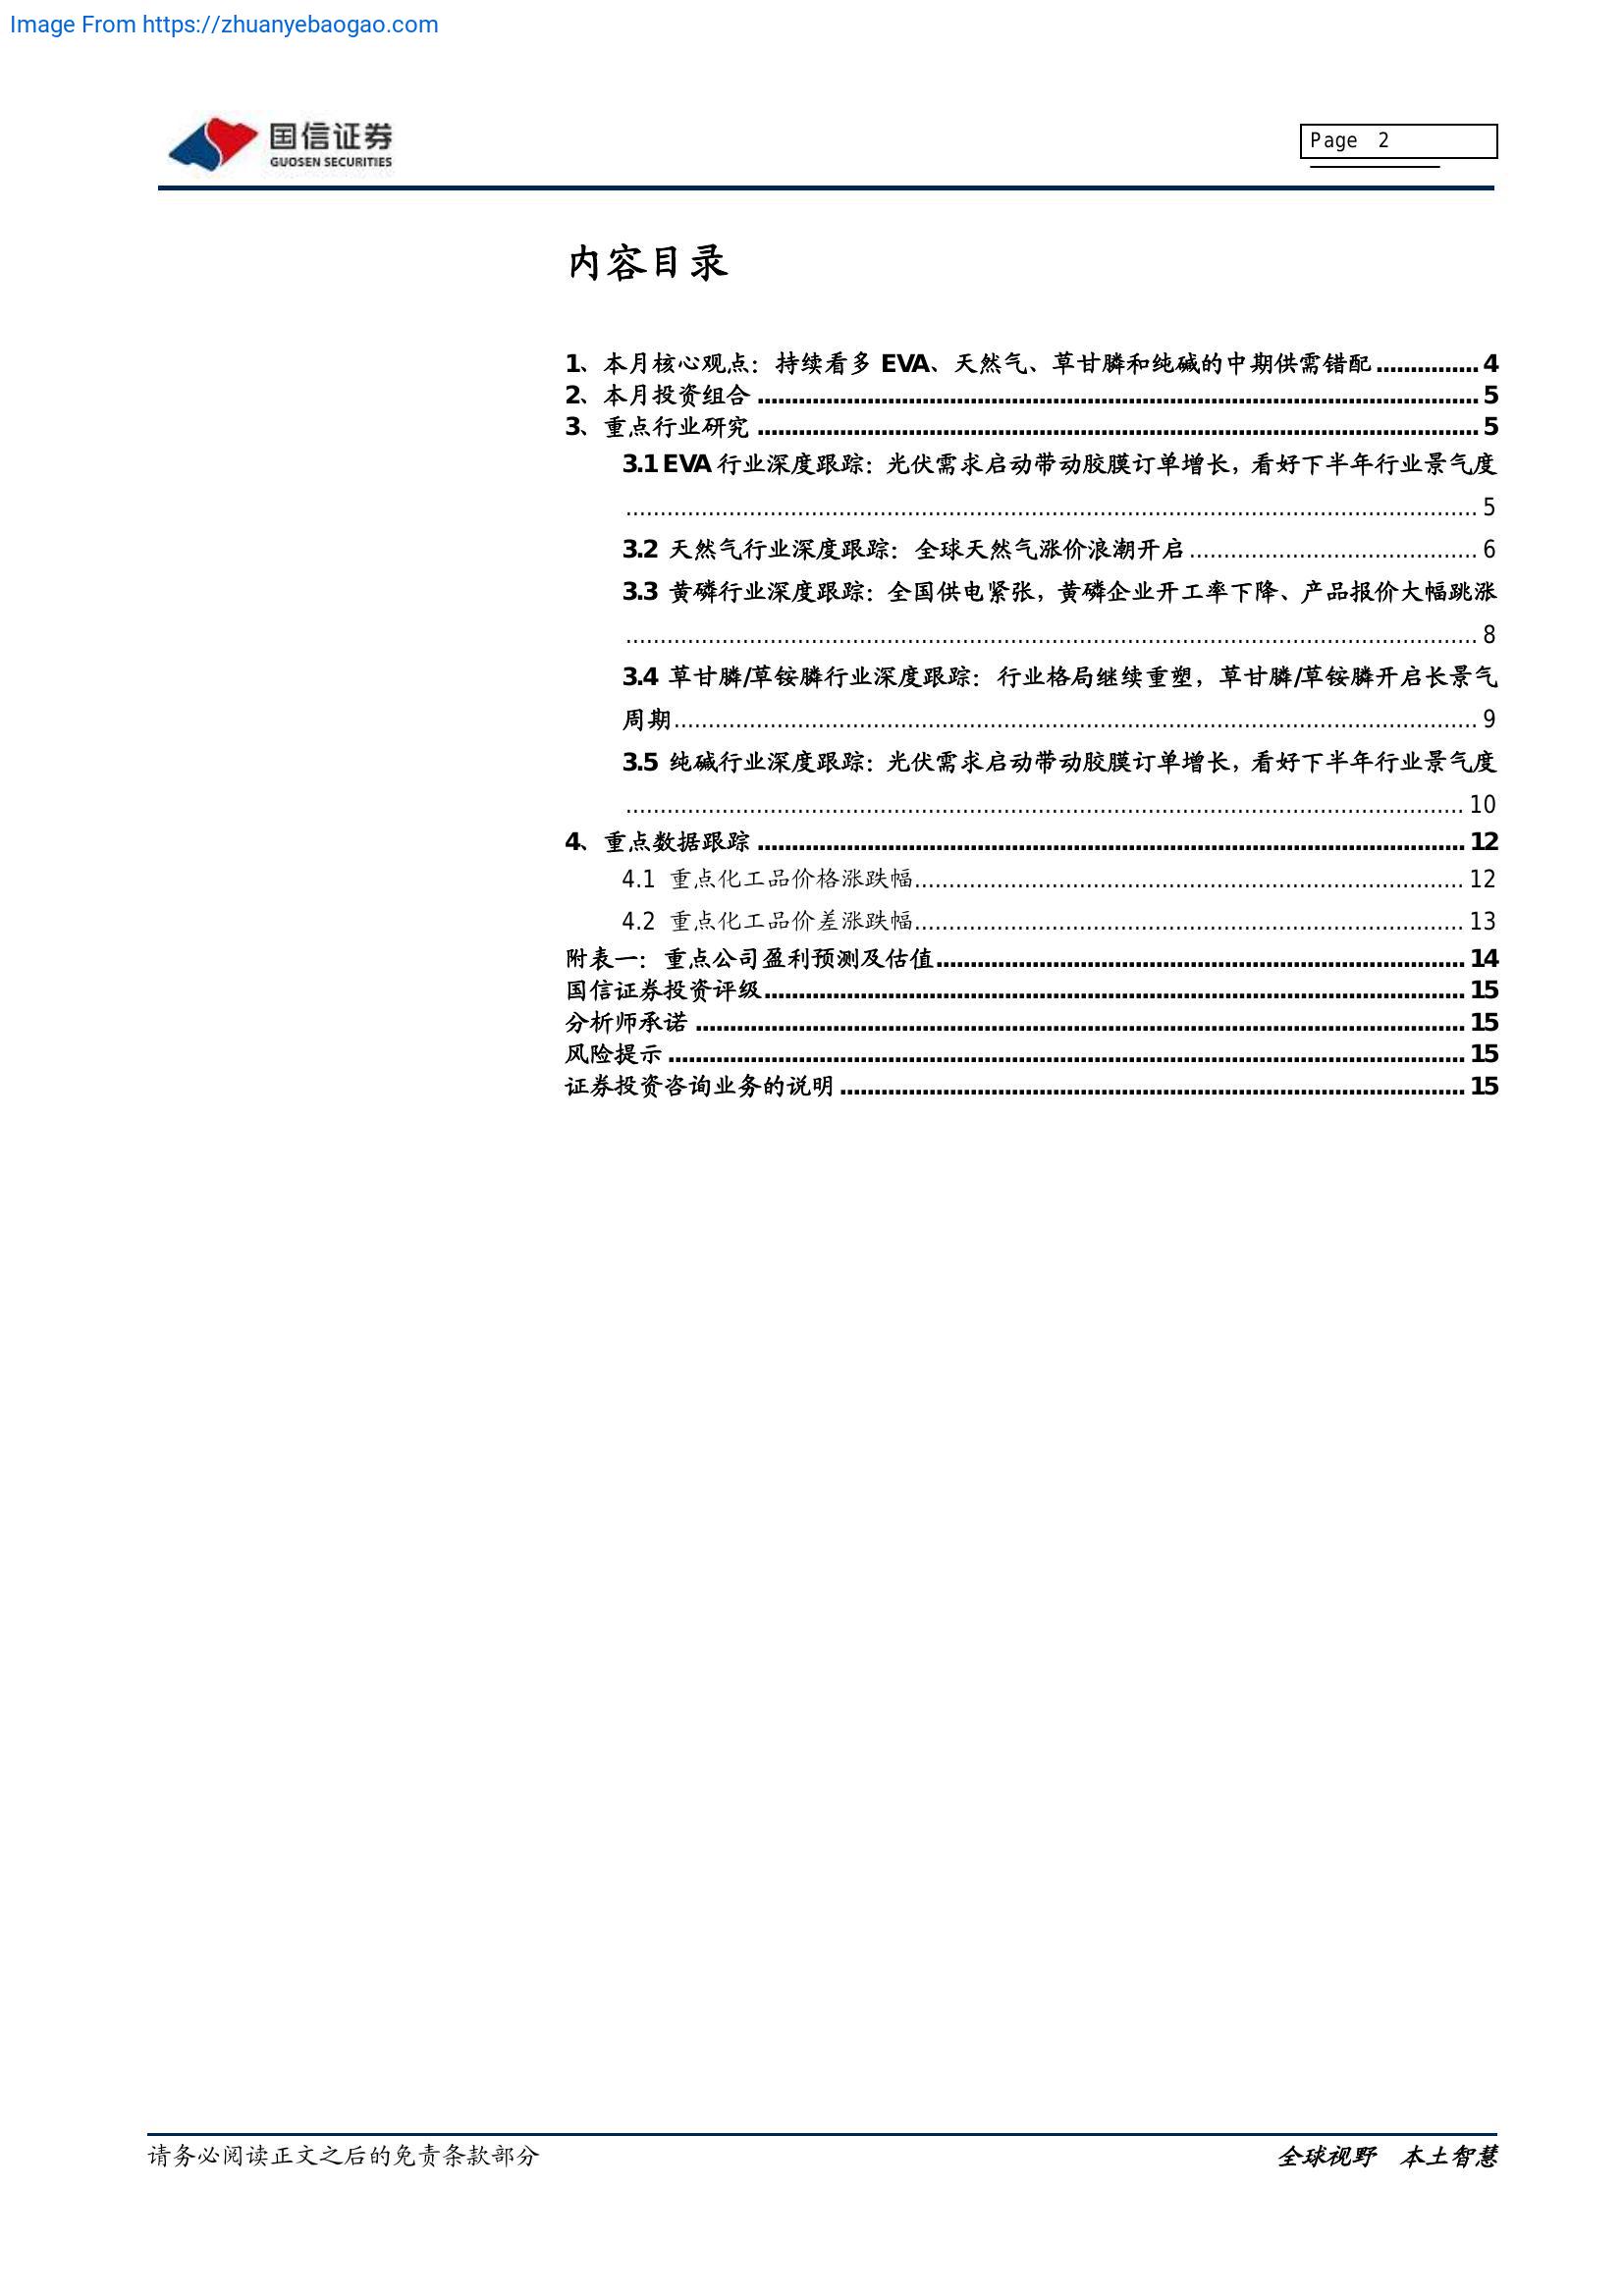 Image From https://zhuanyebaogao.com
国信证券
GUOSEN SECURITIES
Page 2
内容目录
1、本月核心观点：持续看多 EVA、天然气、草甘膦和纯碱的中期供需错配 ............... 4
2、本月投资组合 ........................................................................................................ 5
3、重点行业研究 ........................................................................................................ 5
3.1 EVA 行业深度跟踪：光伏需求启动带动胶膜订单增长，看好下半年行业景气度
............................................................................................................................ 5
3.2 天然气行业深度跟踪：全球天然气涨价浪潮开启.......................................... 6
3.3 黄磷行业深度跟踪：全国供电紧张，黄磷企业开工率下降、产品报价大幅跳涨
............................................................................................................................ 8
3.4 草甘膦/草铵膦行业深度跟踪：行业格局继续重塑，草甘膦/草铵膦开启长景气
周期..................................................................................................................... 9
3.5 纯碱行业深度跟踪：光伏需求启动带动胶膜订单增长，看好下半年行业景气度
.......................................................................................................................... 10
4、重点数据跟踪 ...................................................................................................... 12
4.1 重点化工品价格涨跌幅................................................................................ 12
4.2 重点化工品价差涨跌幅................................................................................ 13
附表一：重点公司盈利预测及估值............................................................................. 14
国信证券投资评级...................................................................................................... 15
分析师承诺 ................................................................................................................ 15
风险提示 .................................................................................................................... 15
证券投资咨询业务的说明 ........................................................................................... 15
请务必阅读正文之后的免责条款部分
全球视野 本土智慧